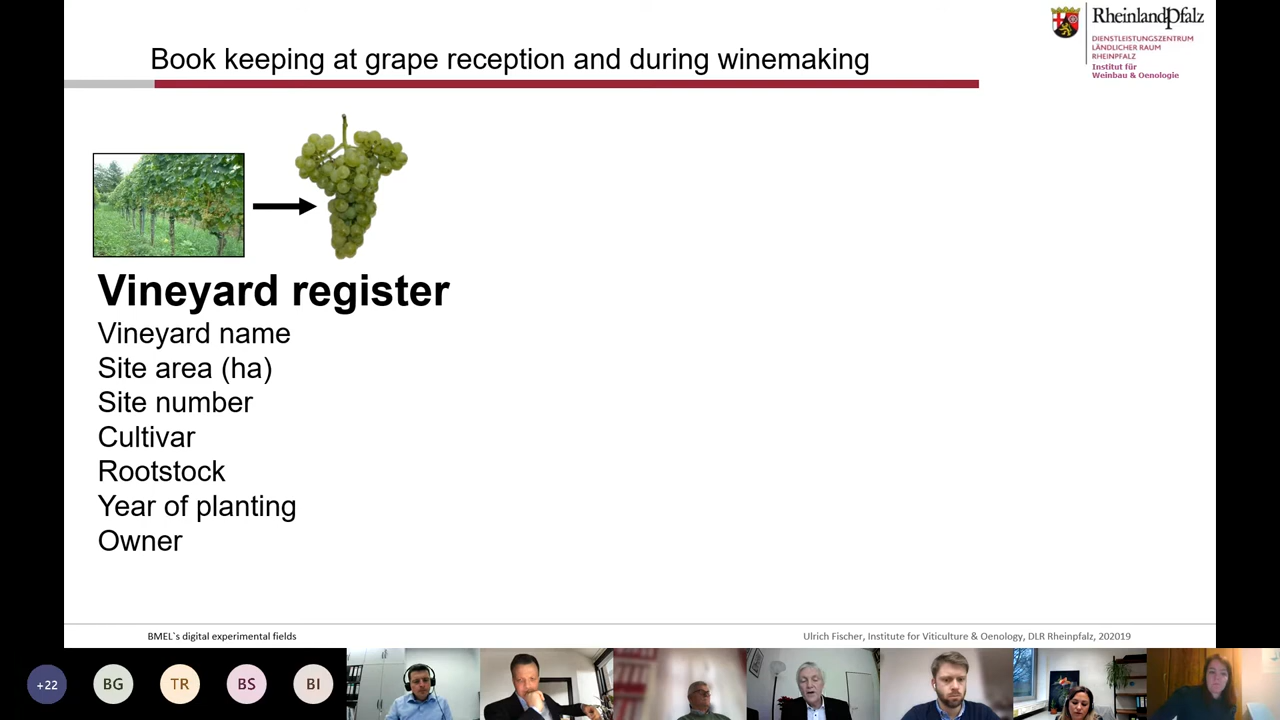 RheinlandPfalz
DIENSTLEISTUNGSZENTRUM
LÄNDLICHER RAUM
RHEINPFALZ
Institut für
Weinbau & Oenologie
Book keeping at grape reception and during winemaking
Vineyard register
Vineyard name
Site area (ha)
Site number
Cultivar
Rootstock
Year of planting
Owner
BMEL`s digital experimental fields
Ulrich Fischer, Institute for Viticulture & Oenology, DLR Rheinpfalz, 202019
+22
BG
TR
BS
BI